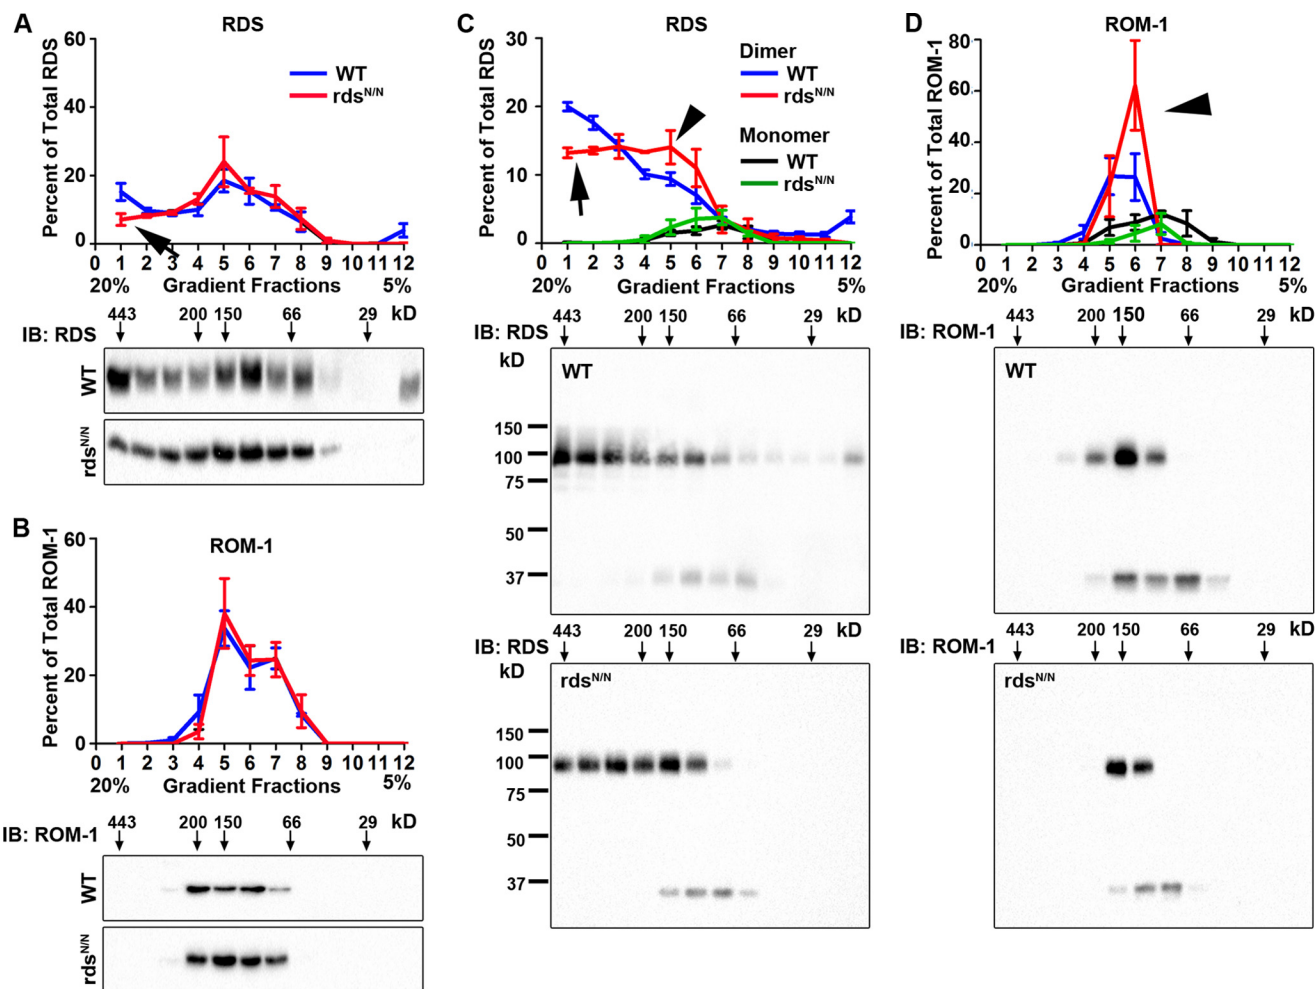 A
RDS
Percent of Total RDS
60
40
20
0
WT
rdsN/N
0 1 2 3 4 5 6 7 8 9 10 11 12
20% Gradient Fractions 5%
443 200 150 66 29 kD
IB: RDS
WT
rdsN/N
B
ROM-1
Percent of Total ROM-1
60
40
20
0
0 1 2 3 4 5 6 7 8 9 10 11 12
20% Gradient Fractions 5%
443 200 150 66 29 kD
IB: ROM-1
WT
rdsN/N
C
RDS
Percent of Total RDS
30
20
10
0
Dimer
WT
rdsN/N
Monomer
WT
rdsN/N
0 1 2 3 4 5 6 7 8 9 10 11 12
20% Gradient Fractions 5%
443 200 150 66 29 kD
IB: RDS
kD
WT
150
100
75
50
37
443 200 150 66 29 kD
IB: RDS
kD
rdsN/N
150
100
75
50
37
D
ROM-1
Percent of Total ROM-1
80
60
40
20
0
0 1 2 3 4 5 6 7 8 9 10 11 12
20% Gradient Fractions 5%
443 200 150 66 29 kD
IB: ROM-1
WT
443 200 150 66 29 kD
IB: ROM-1
rdsN/N